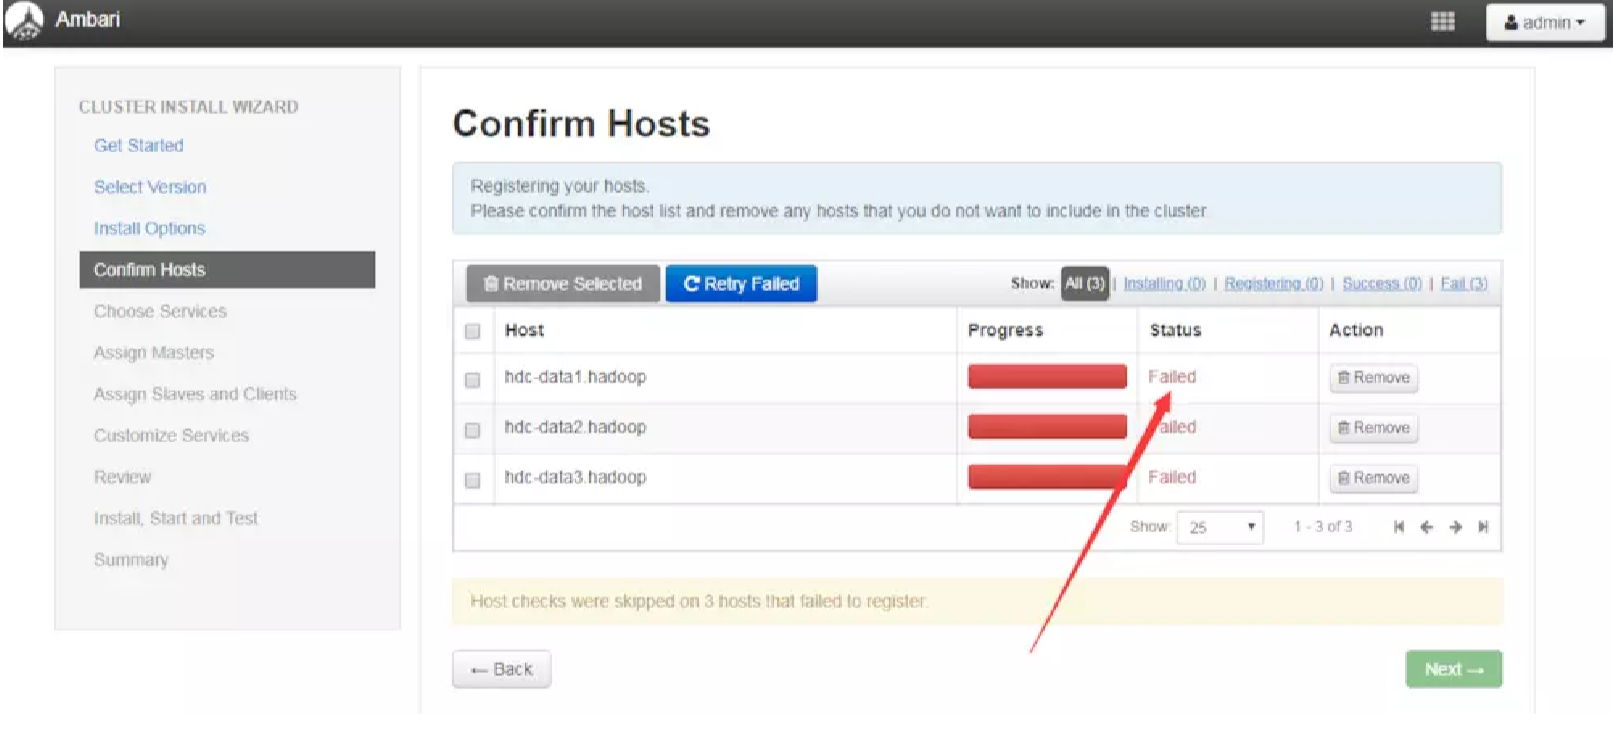 Ambari
admin
CLUSTER INSTALL WIZARD
Get Started
Select Version
Install Options
Confirm Hosts
Choose Services
Assign Masters
Assign Slaves and Clients
Customize Services
Review
Install, Start and Test
Summary
Confirm Hosts
Registering your hosts.
Please confirm the host list and remove any hosts that you do not want to include in the cluster.
Remove Selected Retry Failed Show: All (3) | Installing (0) | Registering (0) | Success (0) | Fail (3)
Host Progress Status Action
hdc-data1.hadoop Failed Remove
hdc-data2.hadoop Failed Remove
hdc-data3.hadoop Failed Remove
Show: 25 1 - 3 of 3
Host checks were skipped on 3 hosts that failed to register.
← Back Next →